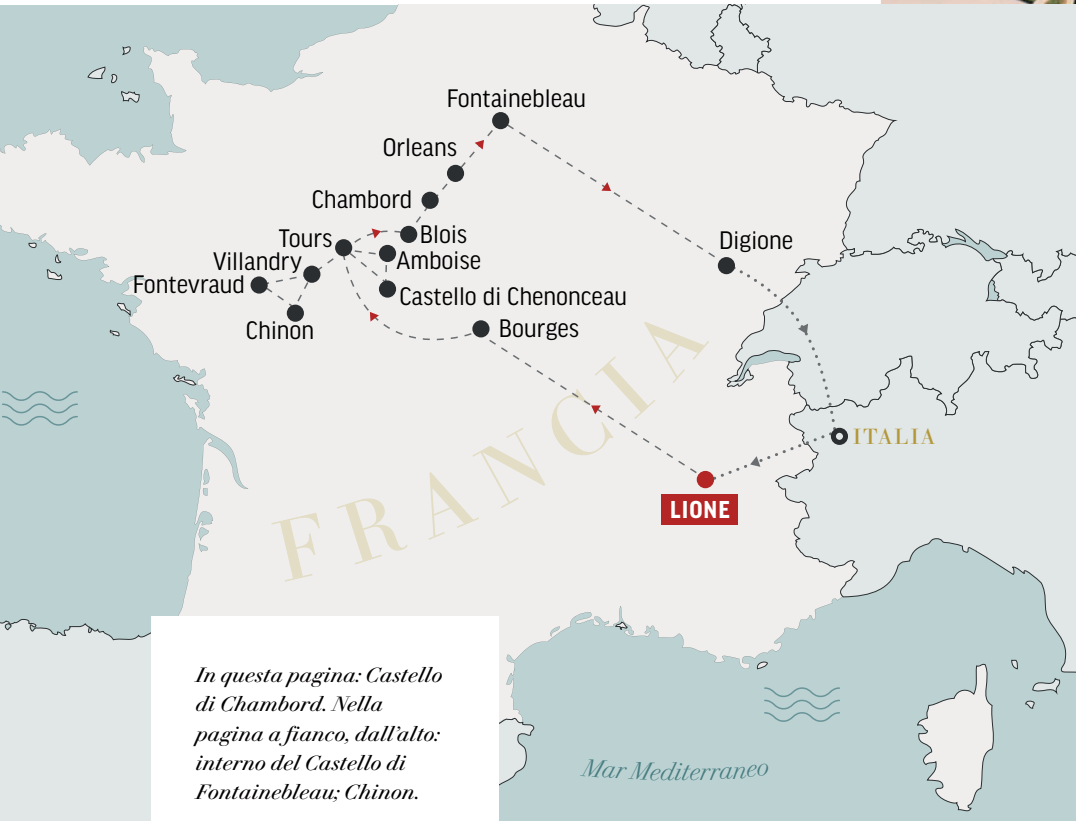 Fontainebleau
Orleans
Chambord
Tours
Blois
Digione
Villandry
Amboise
Fontevraud
Castello di Chenonceau
Chinon
Bourges
FRANCIA
ITALIA
LIONE
In questa pagina: Castello
di Chambord. Nella
pagina a fianco, dall'alto:
interno del Castello di
Fontainebleau; Chinon.
Mar Mediterraneo